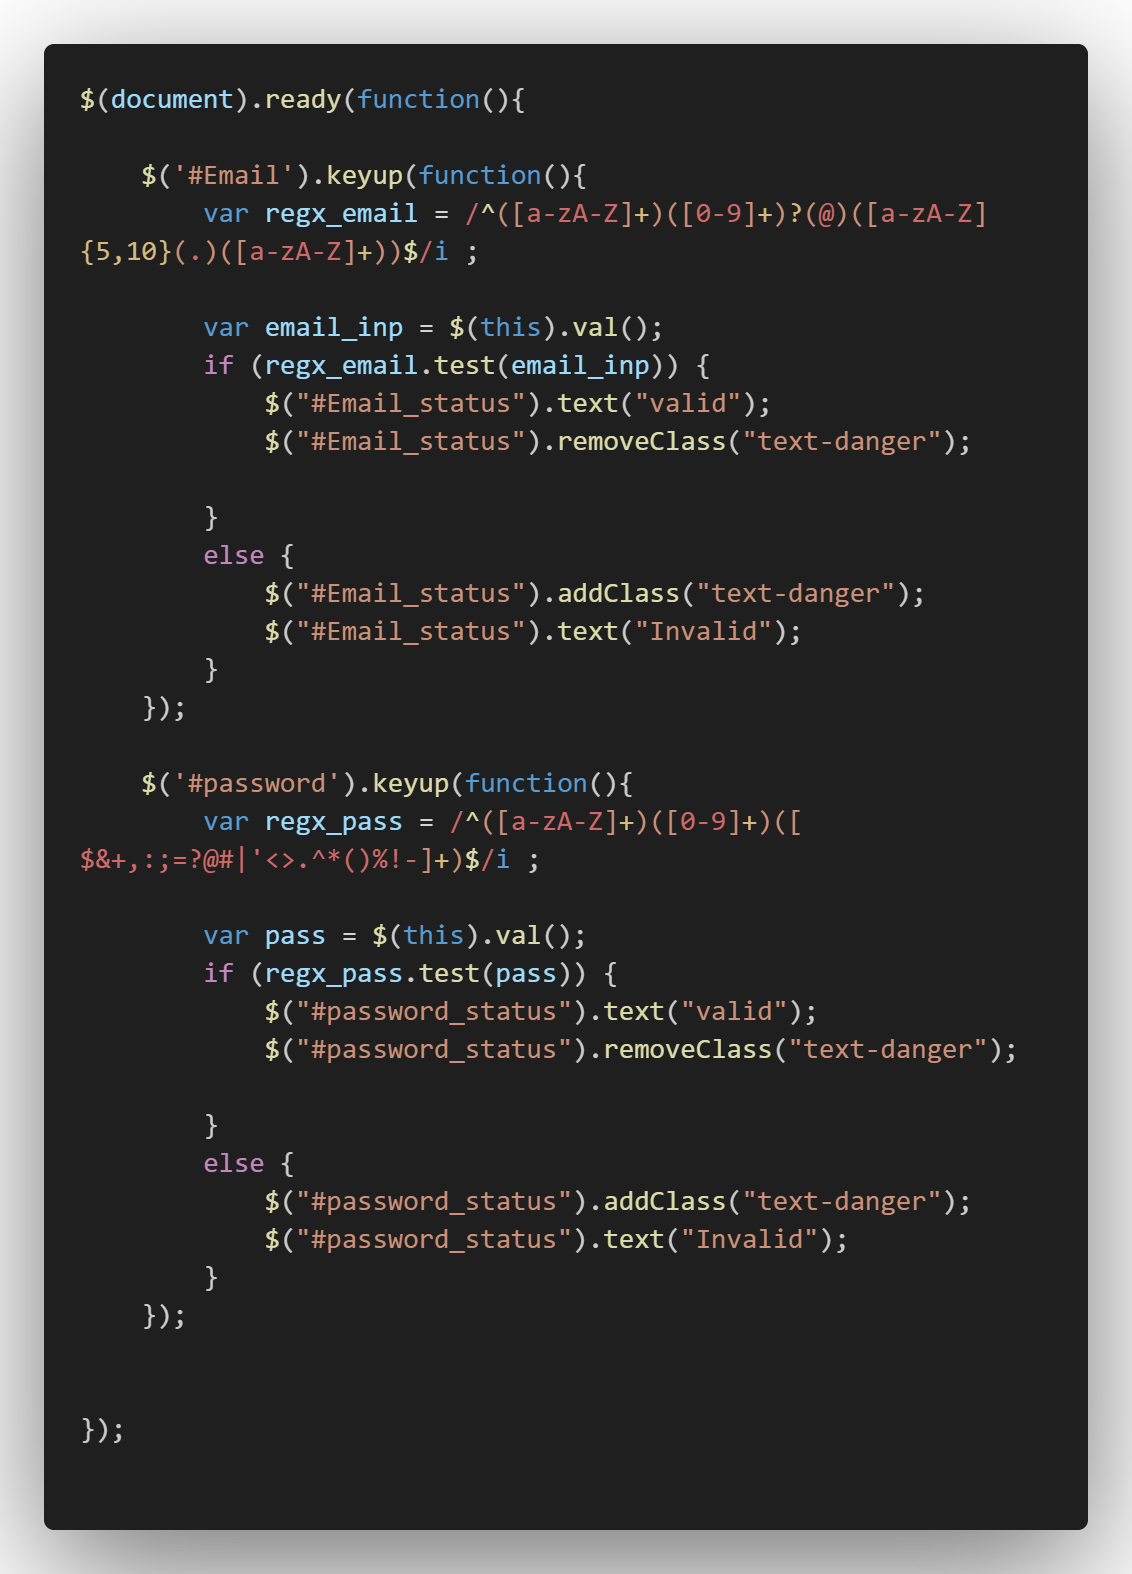 $(document).ready(function(){
    $('#Email').keyup(function(){
        var regx_email = /^([a-zA-Z]+)([0-9]+)?(@)([a-zA-Z]
{5,10}(.)([a-zA-Z]+))$/i ;
        var email_inp = $(this).val();
        if (regx_email.test(email_inp)) {
            $("#Email_status").text("valid");
            $("#Email_status").removeClass("text-danger");
        }
        else {
            $("#Email_status").addClass("text-danger");
            $("#Email_status").text("Invalid");
        }
    });
    $('#password').keyup(function(){
        var regx_pass = /^([a-zA-Z]+)([0-9]+)([
$&+,:;=?@#|'<>.^*()%!-]+)$/i ;
        var pass = $(this).val();
        if (regx_pass.test(pass)) {
            $("#password_status").text("valid");
            $("#password_status").removeClass("text-danger");
        }
        else {
            $("#password_status").addClass("text-danger");
            $("#password_status").text("Invalid");
        }
    });
});